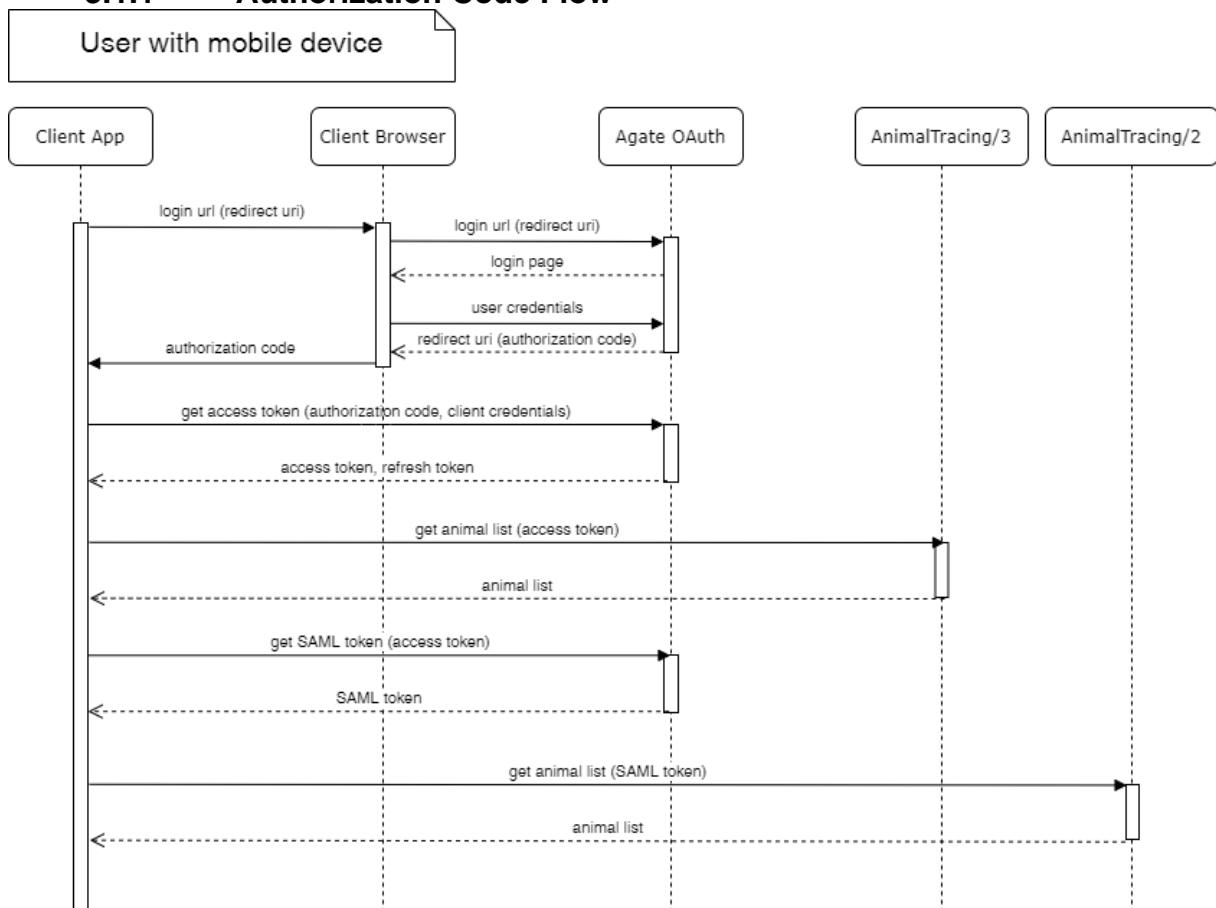 Authorization Code Flow
User with mobile device
Client App
Client Browser
Agate OAuth
AnimalTracing/3
AnimalTracing/2
login url (redirect uri)
login url (redirect uri)
login page
user credentials
redirect uri (authorization code)
authorization code
get access token (authorization code, client credentials)
access token, refresh token
get animal list (access token)
animal list
get SAML token (access token)
SAML token
get animal list (SAML token)
animal list